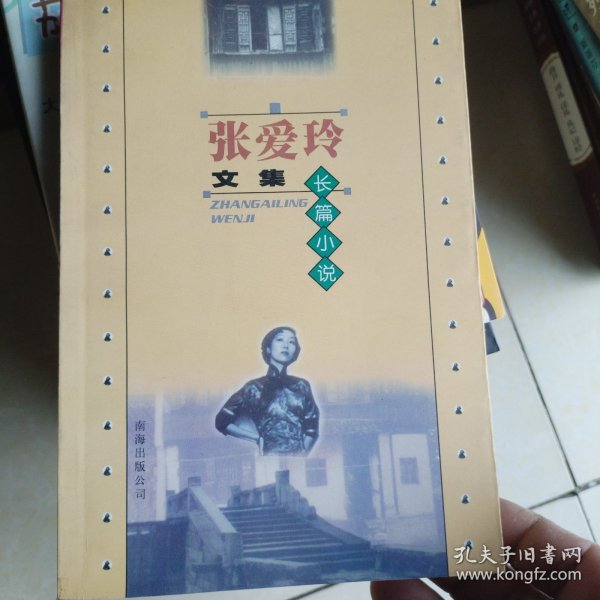 张爱玲
文集
ZHANGAILING
WENJI
长篇小说
南海出版公司
孔夫子旧书网
www.kongfz.com